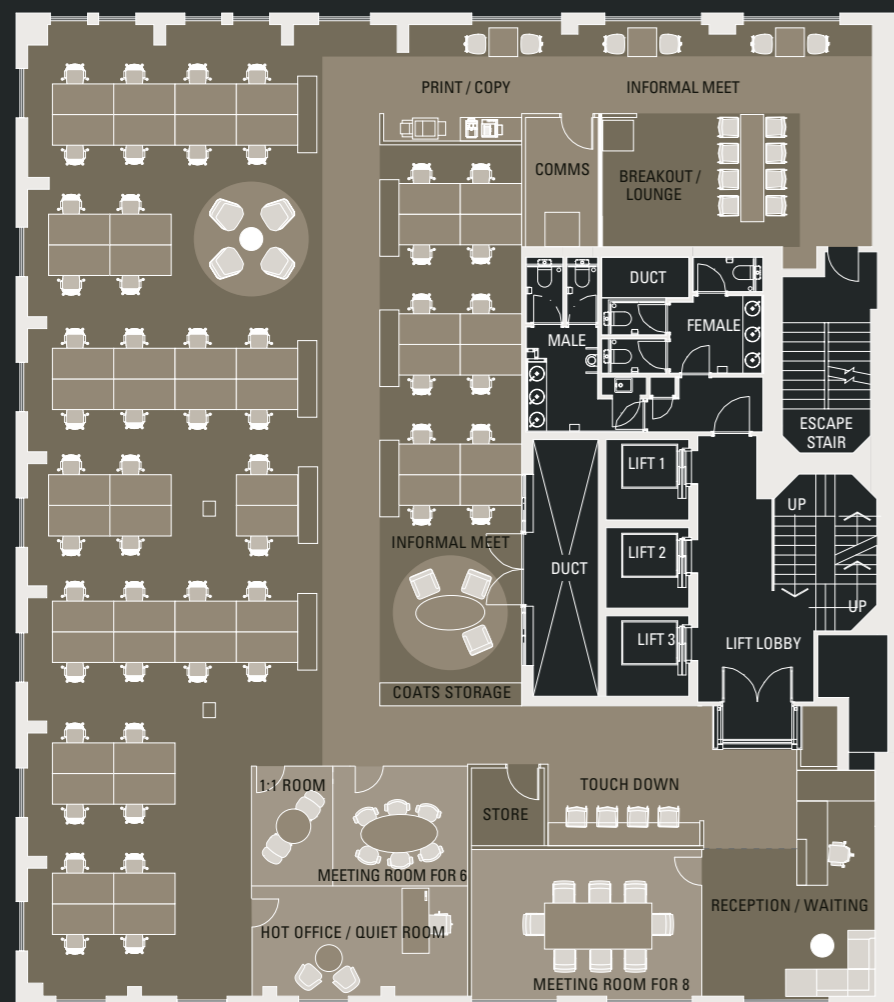 PRINT / COPY
INFORMAL MEET
COMMS
BREAKOUT /
LOUNGE
DUCT
MALE
FEMALE
ESCAPE
STAIR
LIFT 1
UP
INFORMAL MEET
LIFT 2
DUCT
UP
LIFT 3
LIFT LOBBY
COATS STORAGE
1:1 ROOM
TOUCH DOWN
STORE
MEETING ROOM FOR 6
RECEPTION / WAITING
HOT OFFICE / QUIET ROOM
MEETING ROOM FOR 8